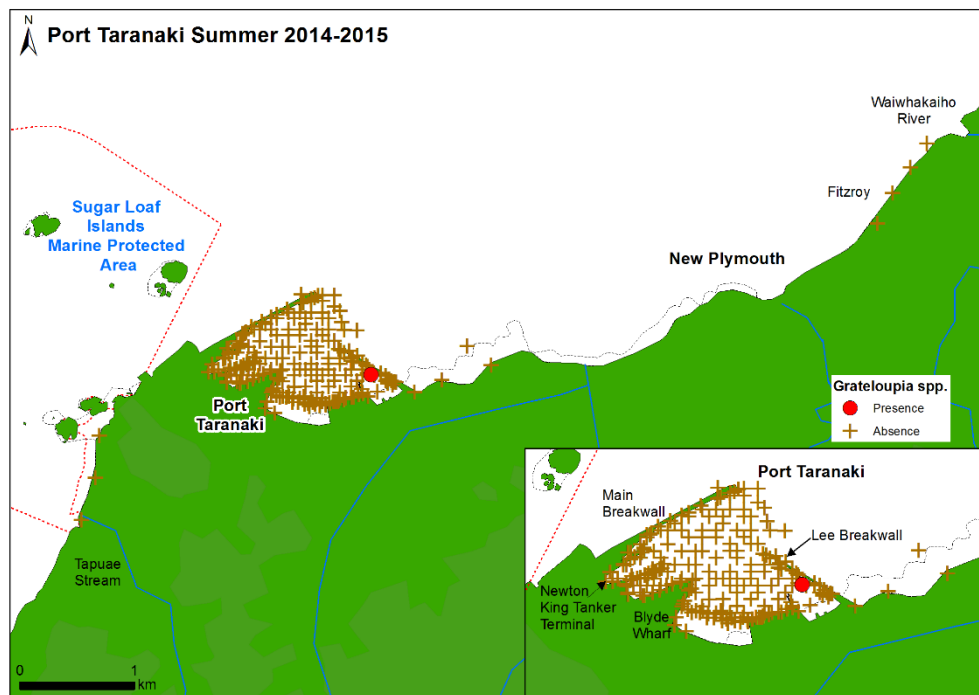 N
Port Taranaki Summer 2014-2015
Waiwhakaiho
River
Fitzroy
Sugar Loaf
Islands
Marine Protected
Area
New Plymouth
Port
Taranaki
Grateloupia spp.
Presence
Absence
Tapuae
Stream
0 1
km
Port Taranaki
Main
Breakwall
Lee Breakwall
Newton
King Tanker
Terminal
Blyde
Wharf